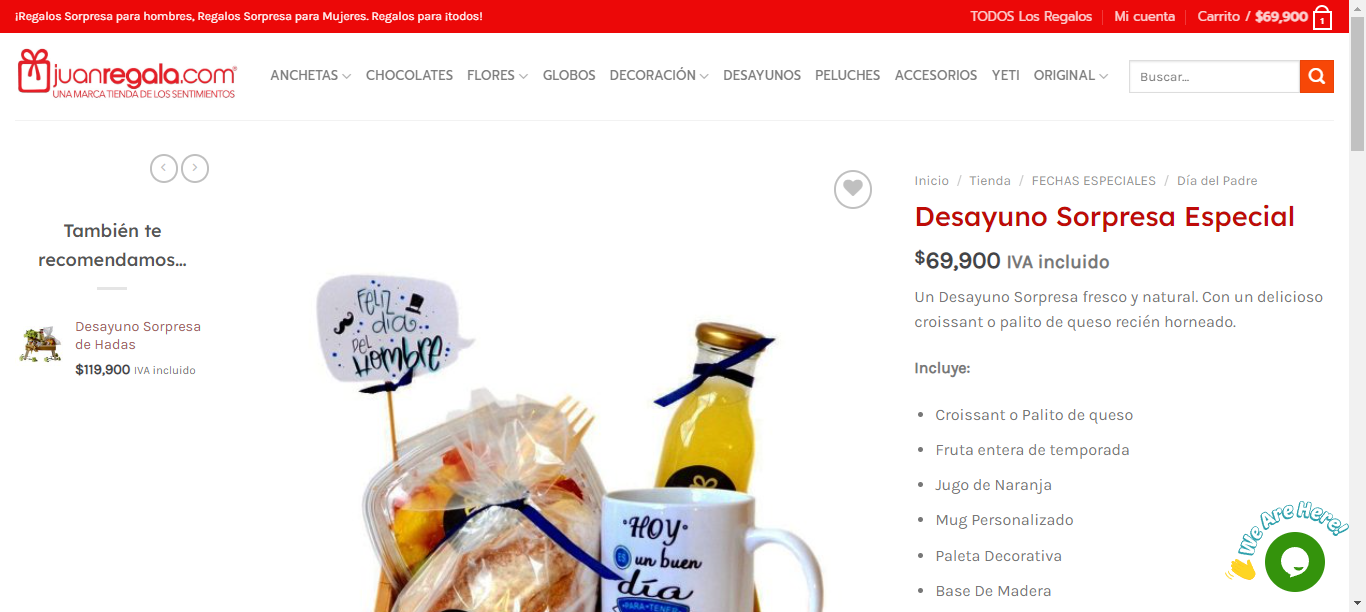 ¡Regalos Sorpresa para hombres, Regalos Sorpresa para Mujeres. Regalos para ¡todos!
TODOS Los Regalos
Mi cuenta
Carrito / $69,900
1
juanregala.com®
UNA MARCA TIENDA DE LOS SENTIMIENTOS
ANCHETAS
CHOCOLATES
FLORES
GLOBOS
DECORACIÓN
DESAYUNOS
PELUCHES
ACCESORIOS
YETI
ORIGINAL
Buscar…
También te
recomendamos…
Desayuno Sorpresa
de Hadas
$119,900 IVA incluido
Feliz
día
DEL
Hombre
HOY
ES
un buen
día
PARA TENER
Inicio / Tienda / FECHAS ESPECIALES / Día del Padre
Desayuno Sorpresa Especial
$69,900 IVA incluido
Un Desayuno Sorpresa fresco y natural. Con un delicioso
croissant o palito de queso recién horneado.
Incluye:
Croissant o Palito de queso
Fruta entera de temporada
Jugo de Naranja
Mug Personalizado
Paleta Decorativa
Base De Madera
We Are Here!